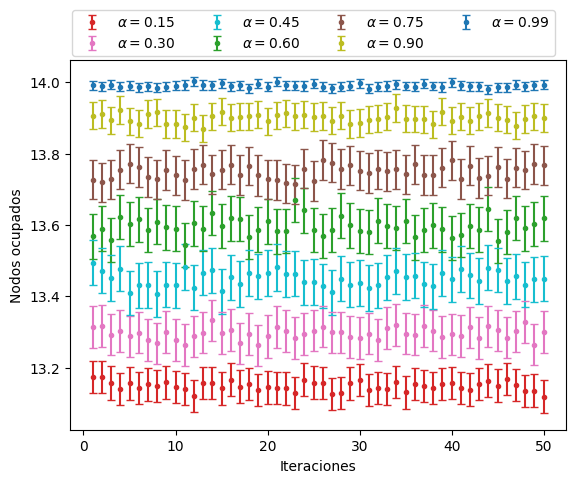 α = 0.15 α = 0.45 α = 0.75 α = 0.99
α = 0.30 α = 0.60 α = 0.90
14.0
13.8
13.6
13.4
13.2
Nodos ocupados
0 10 20 30 40 50
Iteraciones